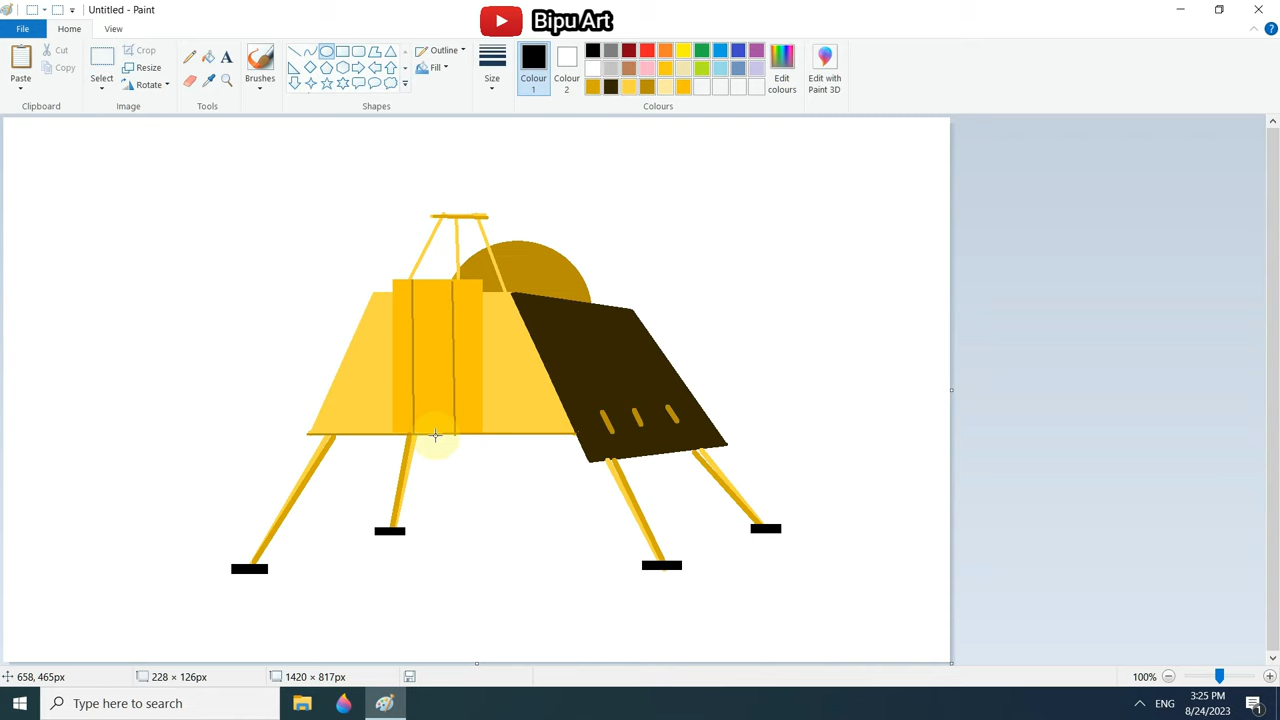 Untitled - Paint
Bipu Art
File
Home
View
Paste
Cut
Copy
Clipboard
Select
Crop
Resize
Rotate
Image
Tools
Brushes
Shapes
Outline
Fill
Size
Colour 1
Colour 2
Colours
Edit colours
Edit with Paint 3D
658, 465px
228 × 126px
1420 × 817px
100%
Type here to search
ENG
3:25 PM
8/24/2023
1